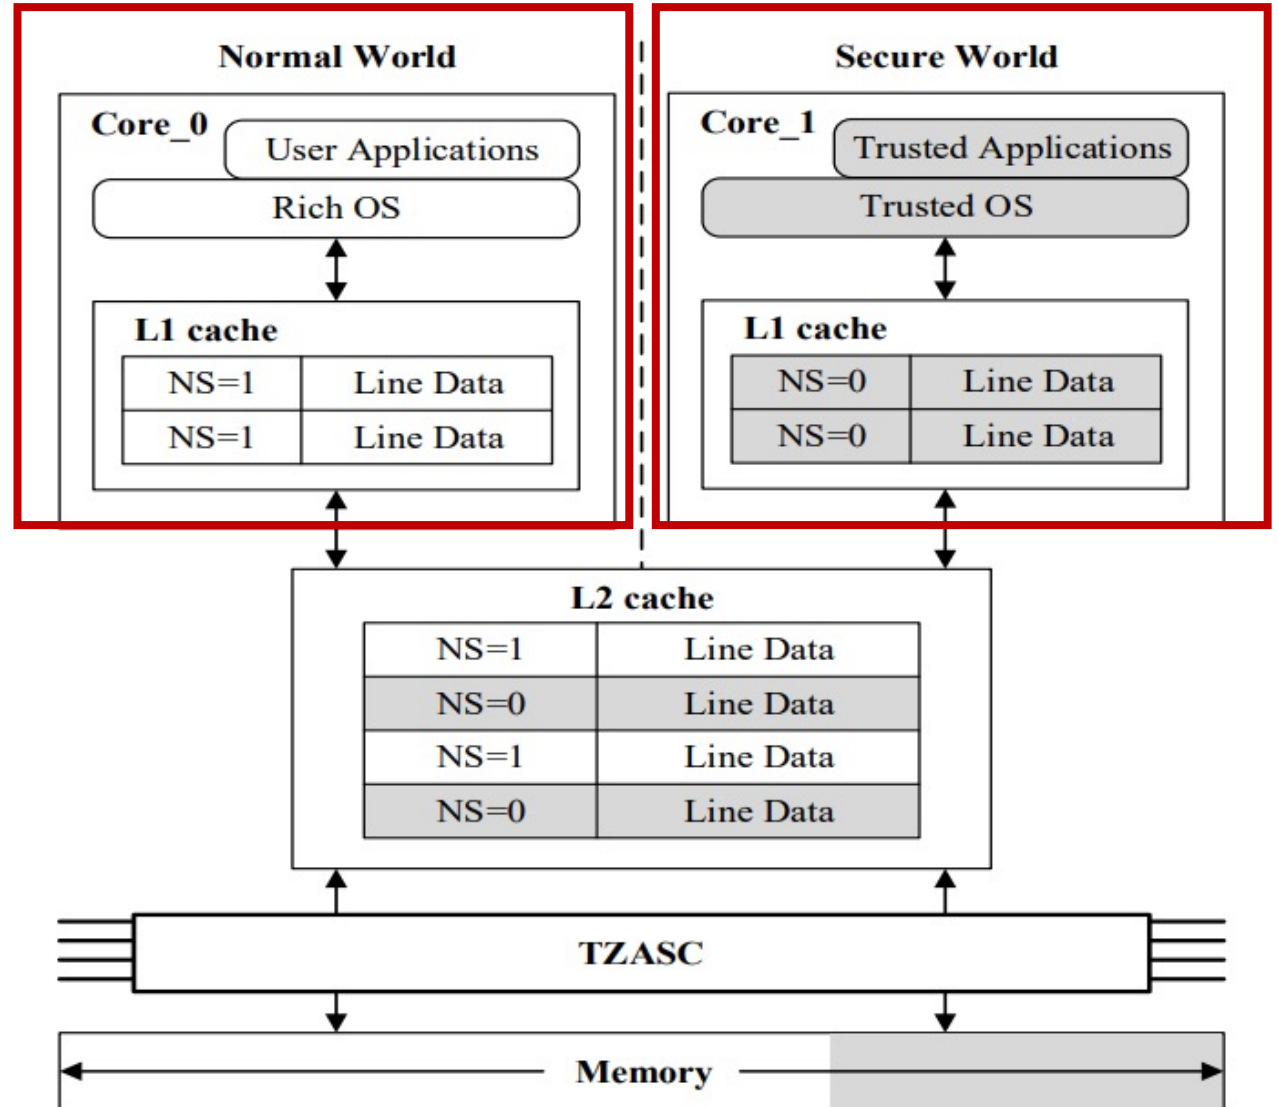 Normal World
Secure World
Core_0
User Applications
Rich OS
L1 cache
NS=1 Line Data
NS=1 Line Data
Core_1
Trusted Applications
Trusted OS
L1 cache
NS=0 Line Data
NS=0 Line Data
L2 cache
NS=1 Line Data
NS=0 Line Data
NS=1 Line Data
NS=0 Line Data
TZASC
Memory